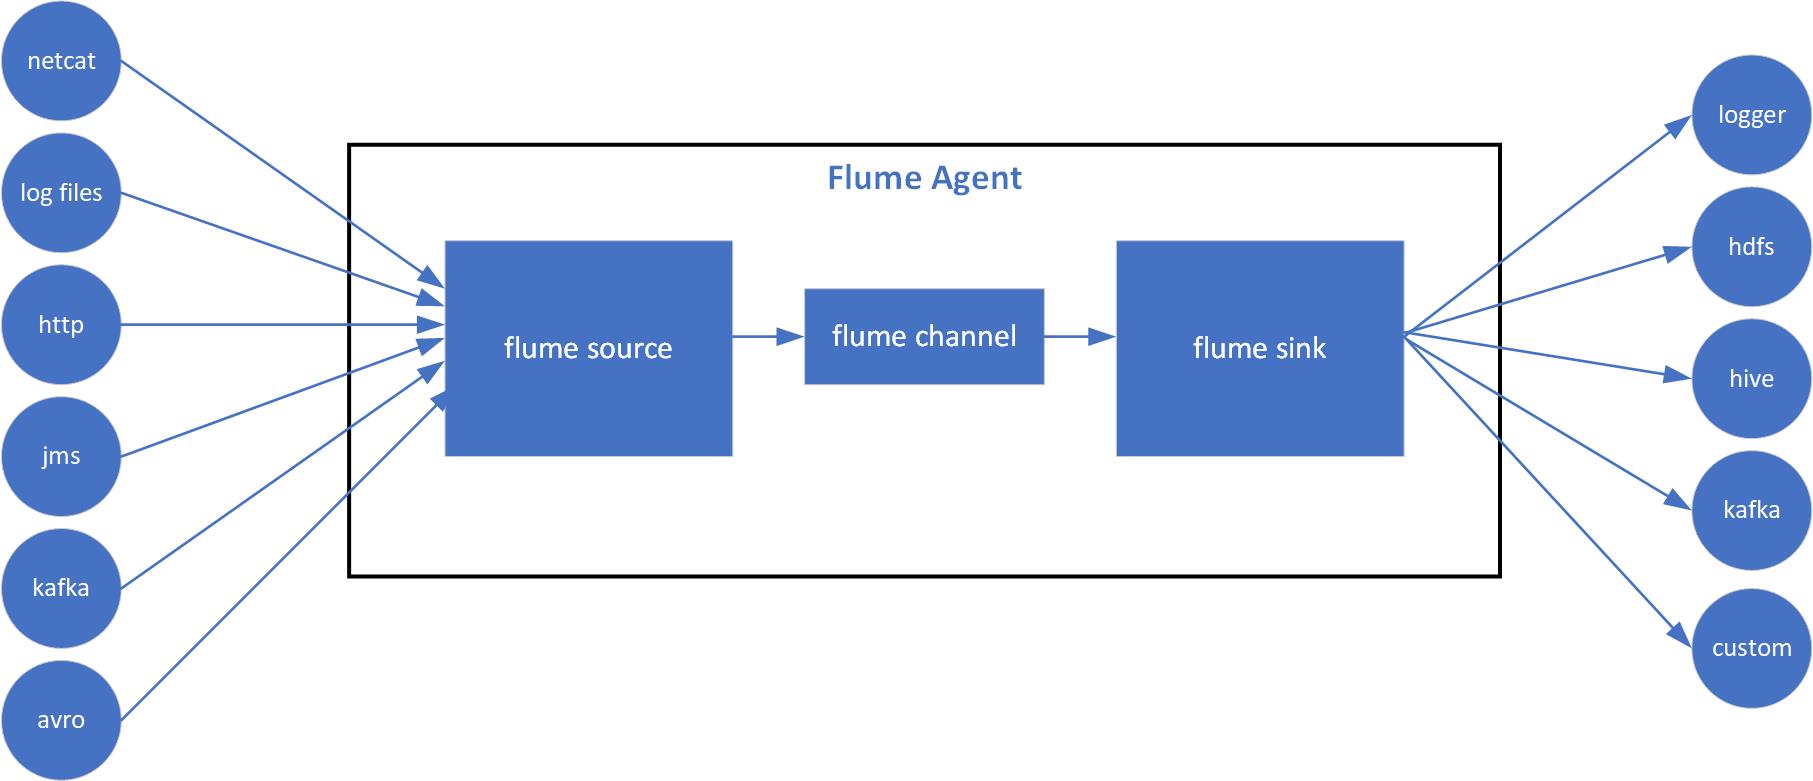 netcat
log files
http
jms
kafka
avro
Flume Agent
flume source
flume channel
flume sink
logger
hdfs
hive
kafka
custom